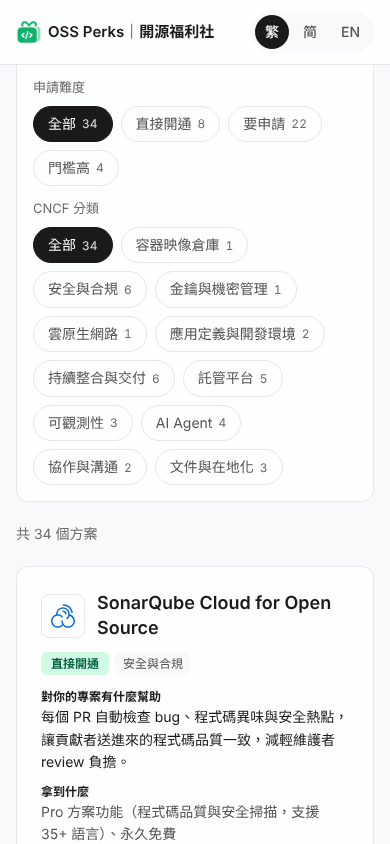 OSS Perks｜開源福利社
繁 简 EN
申請難度
全部 34 直接開通 8 要申請 22
門檻高 4
CNCF 分類
全部 34 容器映像倉庫 1
安全與合規 6 金鑰與機密管理 1
雲原生網路 1 應用定義與開發環境 2
持續整合與交付 6 託管平台 5
可觀測性 3 AI Agent 4
協作與溝通 2 文件與在地化 3
共 34 個方案
SonarQube Cloud for Open
Source
直接開通 安全與合規
對你的專案有什麼幫助
每個 PR 自動檢查 bug、程式碼異味與安全熱點，
讓貢獻者送進來的程式碼品質一致，減輕維護者
review 負擔。
拿到什麼
Pro 方案功能（程式碼品質與安全掃描，支援
35+ 語言）、永久免費